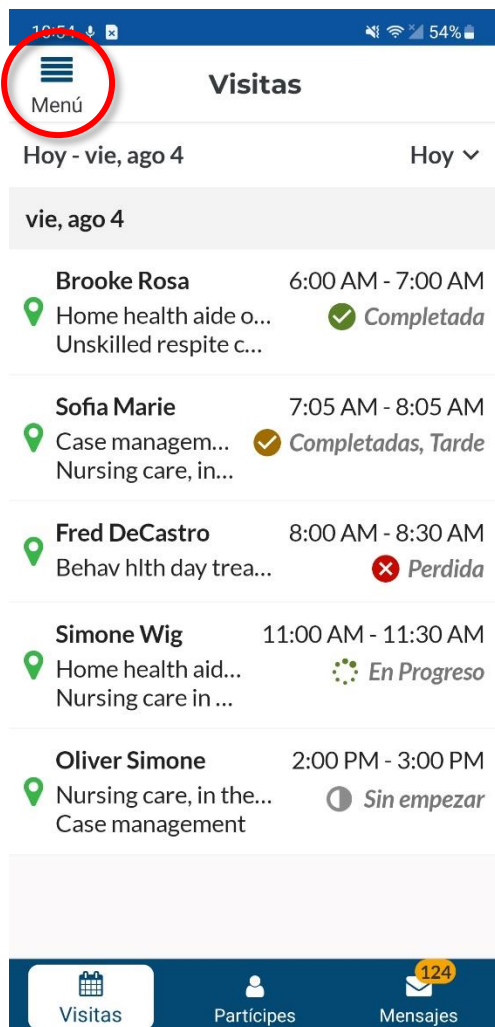 10:54 54%
Menú
Visitas
Hoy - vie, ago 4 Hoy
vie, ago 4
Brooke Rosa 6:00 AM - 7:00 AM
Home health aide o... Completada
Unskilled respite c...
Sofia Marie 7:05 AM - 8:05 AM
Case managem... Completadas, Tarde
Nursing care, in...
Fred DeCastro 8:00 AM - 8:30 AM
Behav hlth day trea... Perdida
Simone Wig 11:00 AM - 11:30 AM
Home health aid... En Progreso
Nursing care in ...
Oliver Simone 2:00 PM - 3:00 PM
Nursing care, in the... Sin empezar
Case management
124
Visitas Partícipes Mensajes